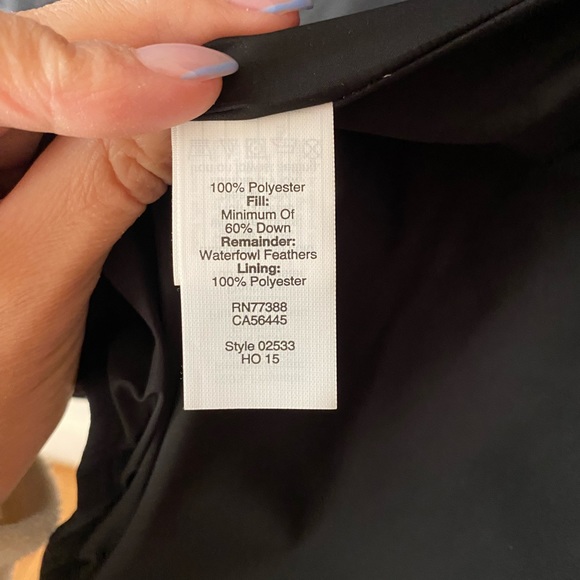 100% Polyester
Fill:
Minimum Of
60% Down
Remainder:
Waterfowl Feathers
Lining:
100% Polyester
RN77388
CA56445
Style 02533
HO 15